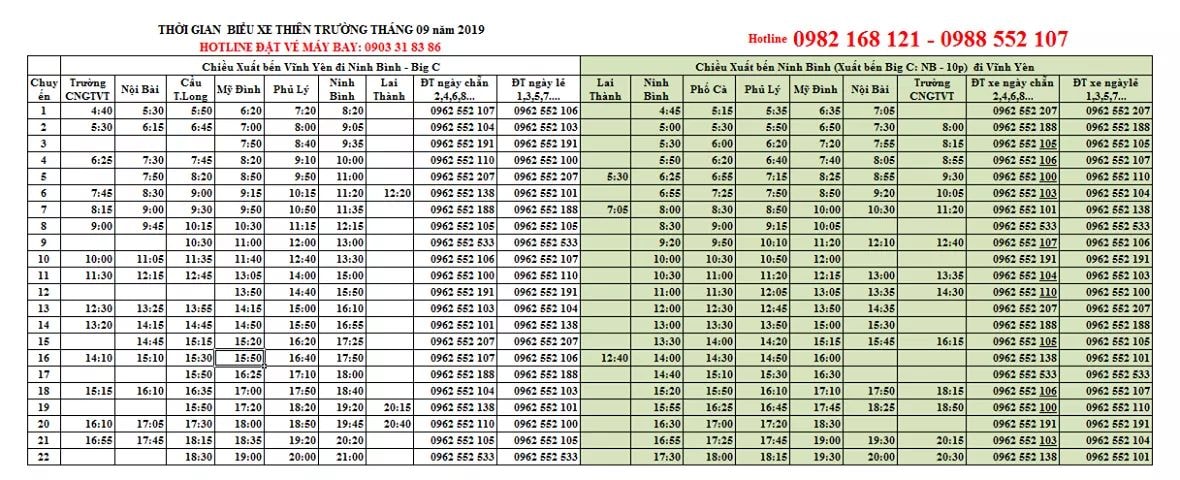 THỜI GIAN BIỂU XE THIÊN TRƯỜNG THÁNG 09 năm 2019
HOTLINE ĐẶT VÉ MÁY BAY: 0903 31 83 86
Hotline 0982 168 121 - 0988 552 107
Chiều Xuất bến Vĩnh Yên đi Ninh Bình - Big C Chiều Xuất bến Ninh Bình (Xuất bến Big C: NB - 10p) đi Vĩnh Yên
Chuyến Trường CNGTVT Nội Bài Cầu T.Long Mỹ Đình Phủ Lý Ninh Bình Lai Thành ĐT ngày chẵn 2,4,6,8... ĐT ngày lẻ 1,3,5,7.... Lai Thành Ninh Bình Phố Cà Phủ Lý Mỹ Đình Nội Bài Trường CNGTVT ĐT xe ngày chẵn 2,4,6,8... ĐT xe ngàylẻ 1,3,5,7....
1 4:40 5:30 5:50 6:20 7:20 8:20 0962 552 107 0962 552 106 4:45 5:15 5:35 6:35 7:05 0962 552 207 0962 552 207
2 5:30 6:15 6:45 7:00 8:00 9:05 0962 552 104 0962 552 103 5:00 5:30 5:50 6:50 7:30 8:00 0962 552 188 0962 552 188
3 7:50 8:40 9:35 0962 552 191 0962 552 191 5:30 6:00 6:20 7:20 7:55 8:15 0962 552 105 0962 552 105
4 6:25 7:30 7:45 8:20 9:10 10:00 0962 552 110 0962 552 100 5:50 6:20 6:40 7:40 8:05 8:55 0962 552 106 0962 552 107
5 7:50 8:20 8:50 9:50 11:00 0962 552 207 0962 552 207 5:30 6:25 6:55 7:15 8:25 8:55 9:30 0962 552 100 0962 552 110
6 7:45 8:30 9:00 9:15 10:15 11:20 12:20 0962 552 138 0962 552 101 6:55 7:25 7:50 8:50 9:20 10:05 0962 552 103 0962 552 104
7 8:15 9:00 9:30 9:50 10:50 11:35 0962 552 188 0962 552 188 7:05 8:00 8:30 8:50 10:00 10:30 11:20 0962 552 101 0962 552 138
8 9:00 9:45 10:15 10:30 11:15 12:15 0962 552 105 0962 552 105 8:30 9:00 9:15 10:05 0962 552 533 0962 552 533
9 10:30 11:00 12:00 13:00 0962 552 533 0962 552 533 9:20 9:50 10:10 11:20 12:10 12:40 0962 552 107 0962 552 106
10 10:00 11:05 11:35 11:40 12:40 13:30 0962 552 106 0962 552 107 10:00 10:30 10:50 12:00 0962 552 191 0962 552 191
11 11:30 12:15 12:45 13:05 14:00 15:00 0962 552 100 0962 552 110 10:30 11:00 11:20 12:15 13:00 13:35 0962 552 104 0962 552 103
12 13:50 14:40 15:50 0962 552 191 0962 552 191 11:00 11:30 12:05 13:05 13:35 14:30 0962 552 110 0962 552 100
13 12:30 13:25 13:55 14:15 15:00 16:10 0962 552 103 0962 552 104 12:00 12:30 12:45 13:50 14:35 0962 552 207 0962 552 207
14 13:20 14:15 14:45 14:50 15:50 16:55 0962 552 101 0962 552 138 13:00 13:30 13:50 15:00 15:30 0962 552 188 0962 552 188
15 14:45 15:15 15:20 16:20 17:25 0962 552 207 0962 552 207 13:30 14:00 14:20 15:15 15:45 16:15 0962 552 105 0962 552 105
16 14:10 15:10 15:30 15:50 16:40 17:50 0962 552 107 0962 552 106 12:40 14:00 14:30 14:50 16:00 0962 552 138 0962 552 101
17 15:50 16:25 17:10 18:00 0962 552 188 0962 552 188 14:40 15:10 15:30 16:30 0962 552 533 0962 552 533
18 15:15 16:10 16:35 17:00 17:50 18:40 0962 552 104 0962 552 103 15:20 15:50 16:10 17:10 17:50 18:15 0962 552 106 0962 552 107
19 15:50 17:20 18:20 19:20 20:15 0962 552 138 0962 552 101 15:55 16:25 16:45 17:45 18:25 18:50 0962 552 100 0962 552 110
20 16:10 17:05 17:30 18:00 18:50 19:45 20:40 0962 552 110 0962 552 100 16:30 17:00 17:20 18:30 0962 552 191 0962 552 191
21 16:55 17:45 18:15 18:35 19:20 20:20 0962 552 105 0962 552 105 16:55 17:25 17:45 19:00 19:30 20:15 0962 552 103 0962 552 104
22 18:30 19:00 20:00 21:00 0962 552 533 0962 552 533 17:30 18:00 18:15 19:30 20:00 20:30 0962 552 138 0962 552 101